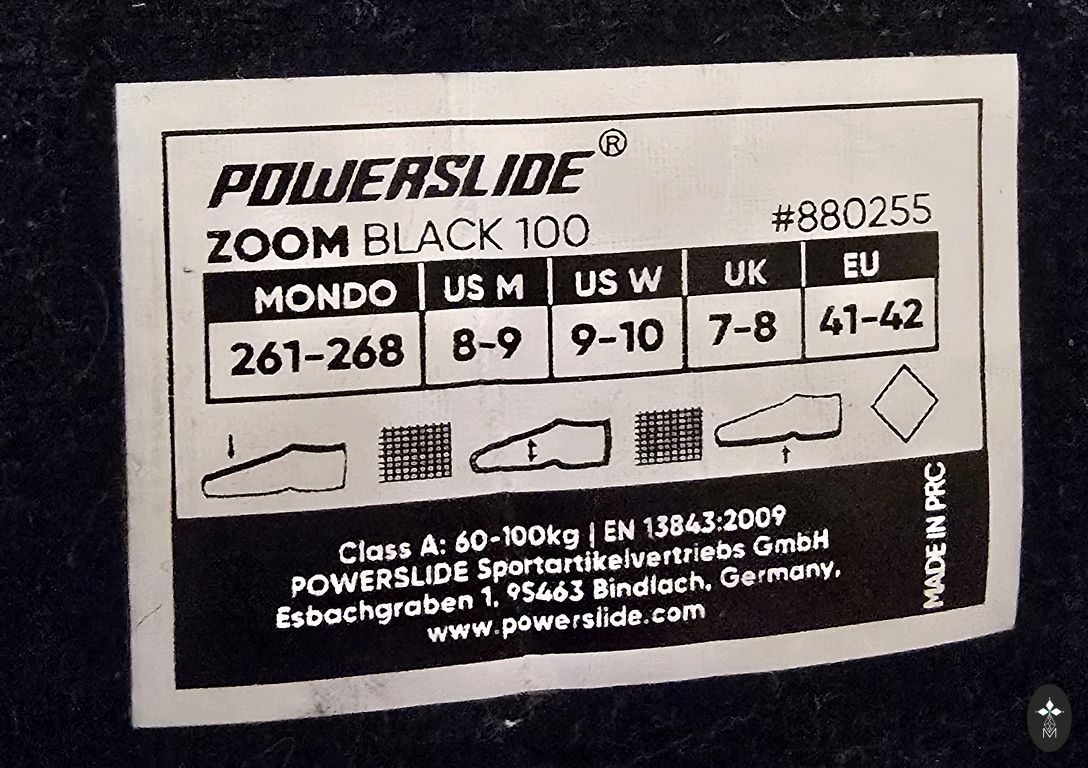 POWERSLIDE®
ZOOM BLACK 100 #880255
MONDO US M US W UK EU
261-268 8-9 9-10 7-8 41-42
Class A: 60-100kg | EN 13843:2009
POWERSLIDE Sportartikelvertriebs GmbH
Esbachgraben 1, 95463 Bindlach, Germany,
www.powerslide.com
MADE IN PRC
M